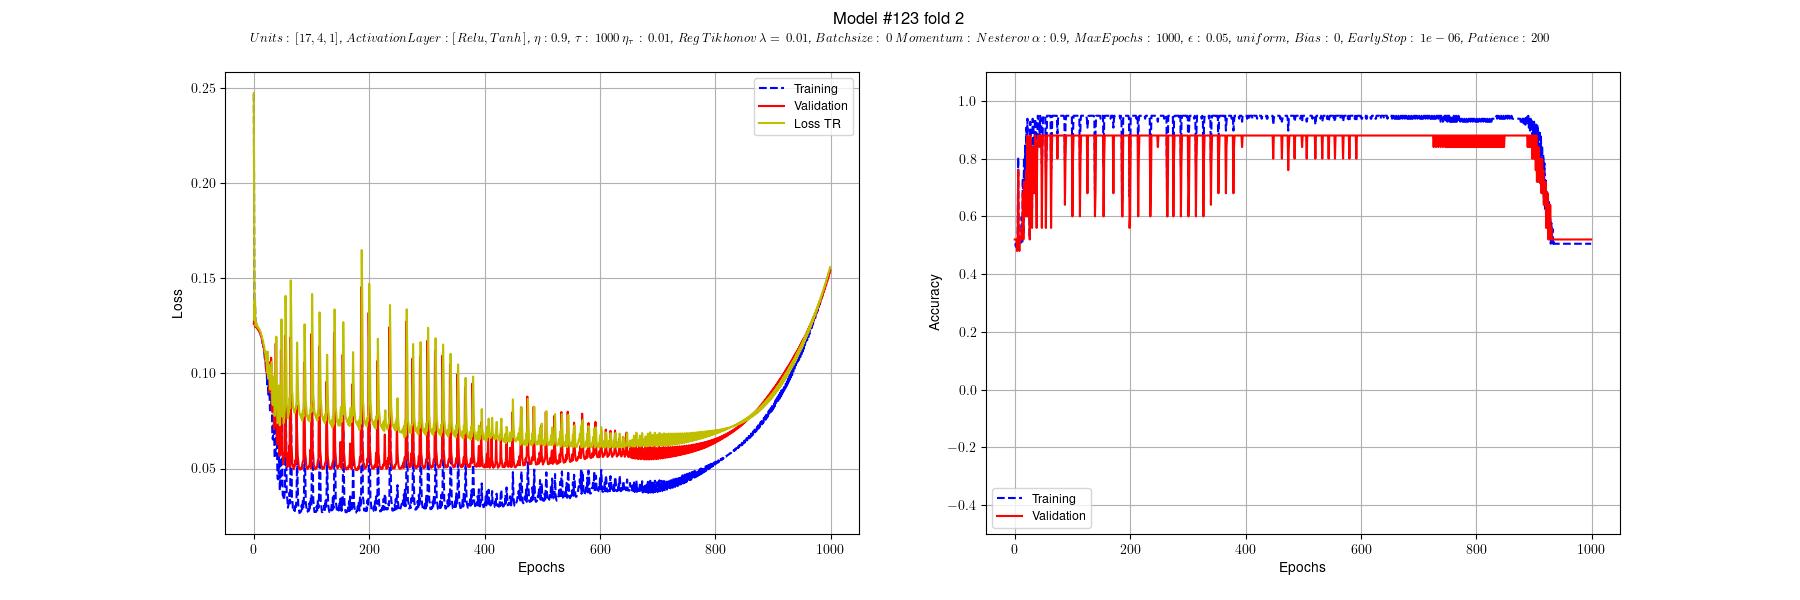 Model #123 fold 2
Units : [17, 4, 1], ActivationLayer : [Relu, Tanh], η : 0.9, τ : 1000 η_τ : 0.01, Reg Tikhonov λ = 0.01, Batchsize : 0 Momentum : Nesterov α : 0.9, MaxEpochs : 1000, ϵ : 0.05, uniform, Bias : 0, EarlyStop : 1e − 06, Patience : 200
0.25
0.20
0.15
0.10
0.05
Loss
0 200 400 600 800 1000
Epochs
Training
Validation
Loss TR
1.0
0.8
0.6
0.4
0.2
0.0
−0.2
−0.4
Accuracy
0 200 400 600 800 1000
Epochs
Training
Validation